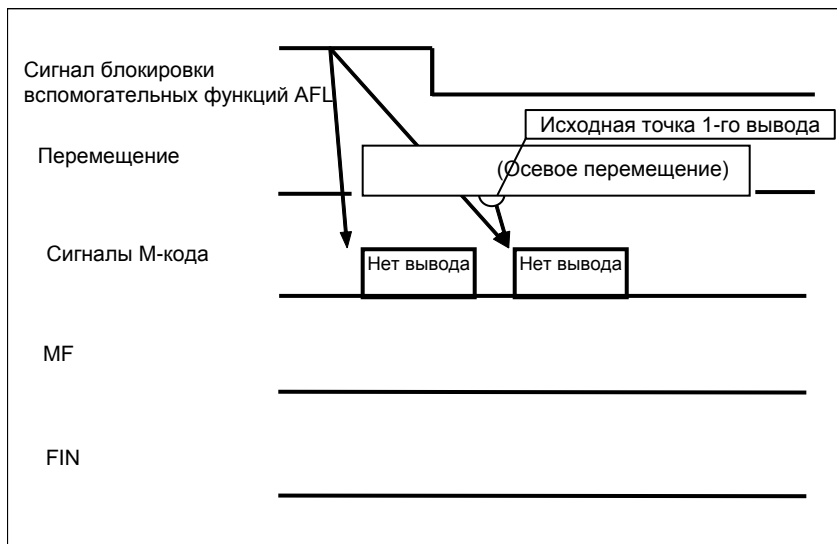 Сигнал блокировки
вспомогательных функций AFL
Исходная точка 1-го вывода
Перемещение
(Осевое перемещение)
Сигналы М-кода
Нет вывода
Нет вывода
MF
FIN